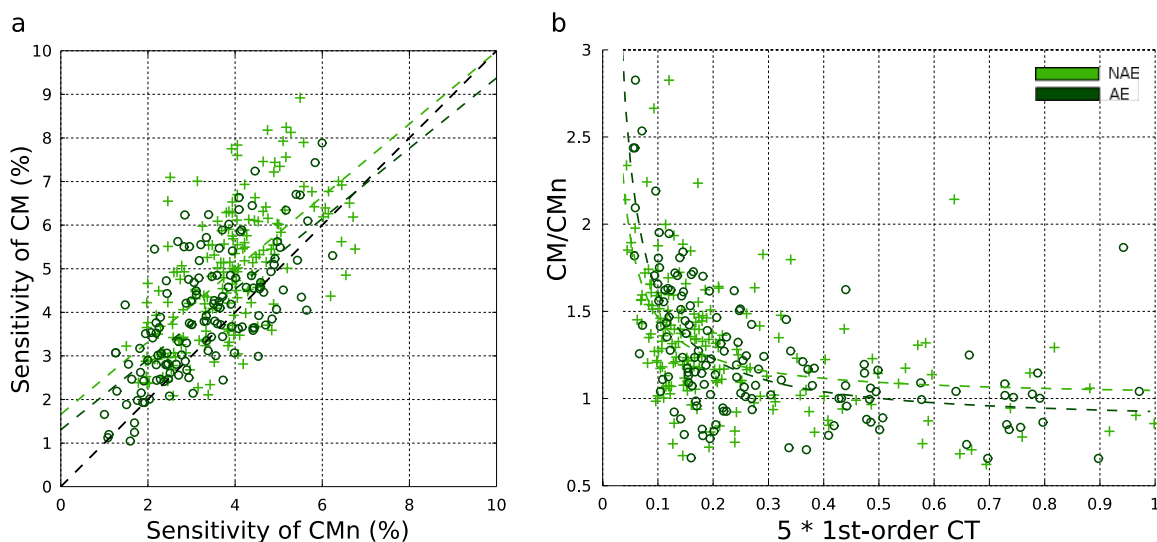 a
b
10
9
8
7
6
5
4
3
2
1
0
Sensitivity of CM (%)
0 2 4 6 8 10
Sensitivity of CMn (%)
3
2.5
2
1.5
1
0.5
CM/CMn
NAE
AE
0 0.1 0.2 0.3 0.4 0.5 0.6 0.7 0.8 0.9 1
5 * 1st-order CT